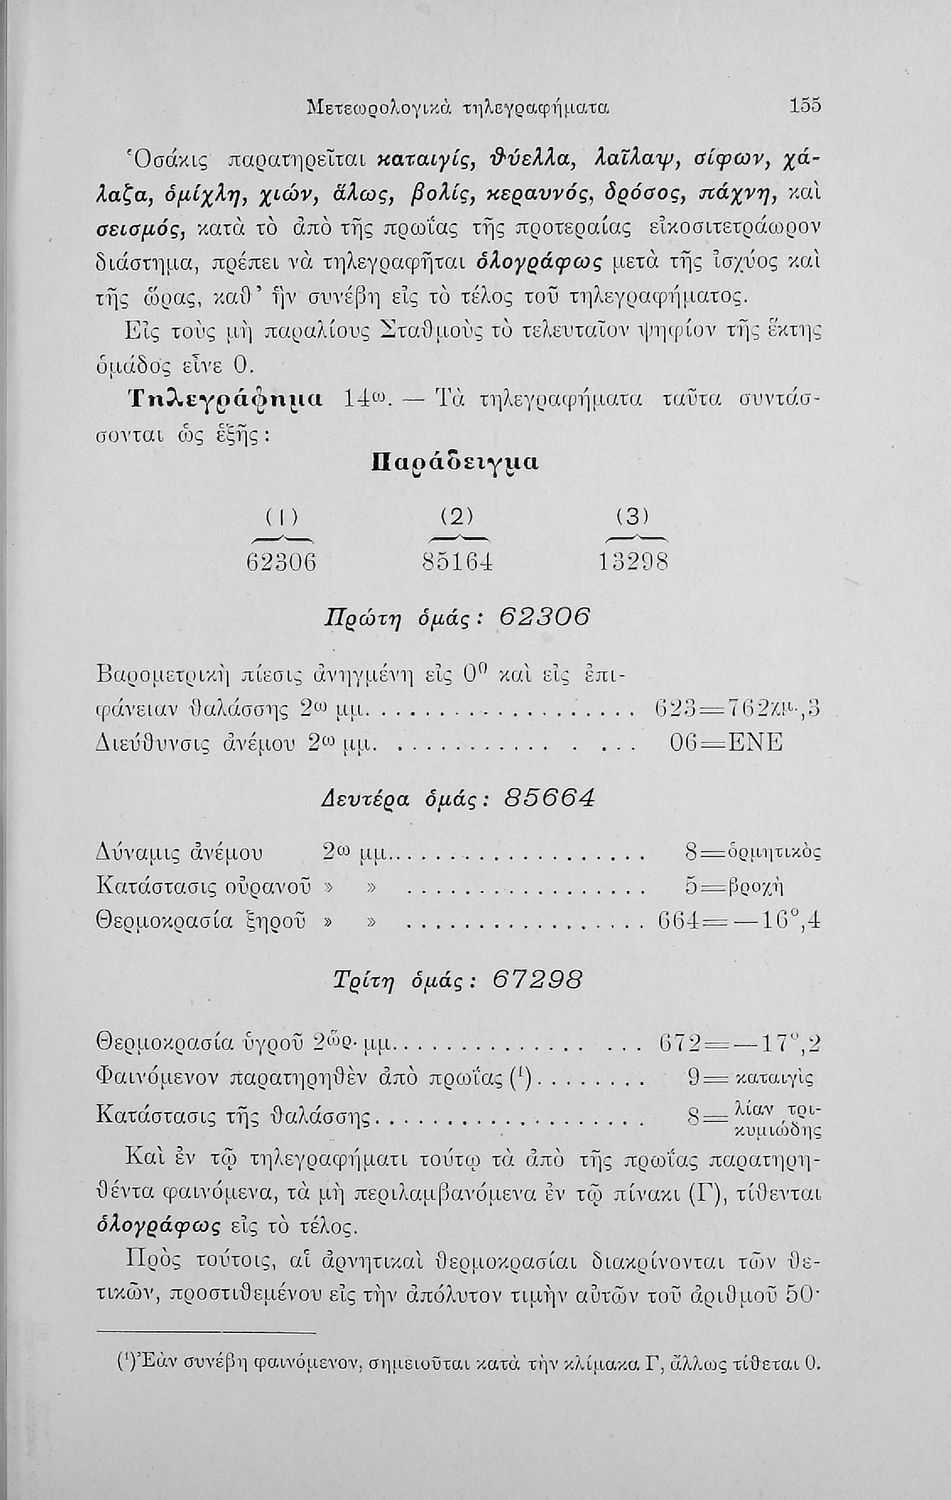 Μετεωρολογικὰ τηλεγραφήματα 155
Ὁσάκις παρατηρεῖται καταιγίς, θύελλα, λαῖλαψ, σίφων, χά-
λαζα, ὁμίχλη, χιών, ἅλως, βολίς, κεραυνός, δρόσος, πάχνη, καὶ
σεισμός, κατὰ τὸ ἀπὸ τῆς πρωΐας τῆς προτεραίας εἰκοσιτετράωρον
διάστημα, πρέπει νὰ τηλεγραφῆται ὁλογράφως μετὰ τῆς ἰσχύος καὶ
τῆς ὥρας, καθ’ ἣν συνέβη εἰς τὸ τέλος τοῦ τηλεγραφήματος.
Εἰς τοὺς μὴ παραλίους Σταθμοὺς τὸ τελευταῖον ψηφίον τῆς ἕκτης
ὁμάδος εἶνε 0.
Τηλεγράφημα 14ω. — Τὰ τηλεγραφήματα ταῦτα συντάσ-
σονται ὡς ἑξῆς:
Παράδειγμα
(1) (2) (3)
62306 85164 13298
Πρώτη ὁμάς: 62306
Βαρομετρικὴ πίεσις ἀνηγμένη εἰς 0⁰ καὶ εἰς ἐπι-
φάνειαν θαλάσσης 2ω μμ. . . . . . . . . . . . . . . . . . 623=762χμ.,3
Διεύθυνσις ἀνέμου 2ω μμ. . . . . . . . . . . . . . . . . 06=ENE
Δευτέρα ὁμάς: 85664
Δύναμις ἀνέμου 2ω μμ. . . . . . . . . . . . . . . . . . 8=ὁρμητικὸς
Κατάστασις οὐρανοῦ » » . . . . . . . . . . . . . . . . . 5=βροχὴ
Θερμοκρασία ξηροῦ » » . . . . . . . . . . . . . . . . . 664=—16°,4
Τρίτη ὁμάς: 67298
Θερμοκρασία ὑγροῦ 2ὥρ. μμ. . . . . . . . . . . . . . . . 672=—17°,2
Φαινόμενον παρατηρηθὲν ἀπὸ πρωΐας (¹). . . . . . . . 9= καταιγὶς
Κατάστασις τῆς θαλάσσης. . . . . . . . . . . . . . . . . 8= λίαν τρι-
κυμιώδης
Καὶ ἐν τῷ τηλεγραφήματι τούτῳ τὰ ἀπὸ τῆς πρωΐας παρατηρη-
θέντα φαινόμενα, τὰ μὴ περιλαμβανόμενα ἐν τῷ πίνακι (Γ), τίθενται
ὁλογράφως εἰς τὸ τέλος.
Πρὸς τούτοις, αἱ ἀρνητικαὶ θερμοκρασίαι διακρίνονται τῶν θε-
τικῶν, προστιθεμένου εἰς τὴν ἀπόλυτον τιμὴν αὐτῶν τοῦ ἀριθμοῦ 50·
(¹) Ἐὰν συνέβη φαινόμενον, σημειοῦται κατὰ τὴν κλίμακα Γ, ἄλλως τίθεται 0.